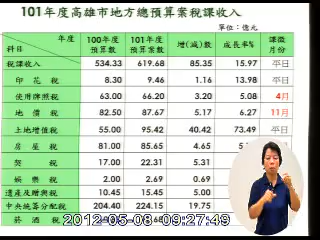 101年度高雄市地方總預算案稅課收入
單位：億元
年度 科目 100年度預算數 101年度預算案 增(減)數 成長率% 課徵月份
稅課收入 534.33 619.68 85.35 15.97 平日
印花稅 8.30 9.46 1.16 13.98 平日
使用牌照稅 63.00 66.20 3.20 5.08 4月
地價稅 82.50 87.67 5.17 6.27 11月
土地增值稅 55.00 95.42 40.42 73.49 平日
房屋稅 81.00 85.65 4.65
契稅 17.00 22.31 5.31
娛樂稅 2.00 2.69 0.69
遺產及贈與稅 10.45 15.45 5.00
中央統籌分配稅 204.40 224.15 19.75
菸酒稅
2012-05-08 09:27:49